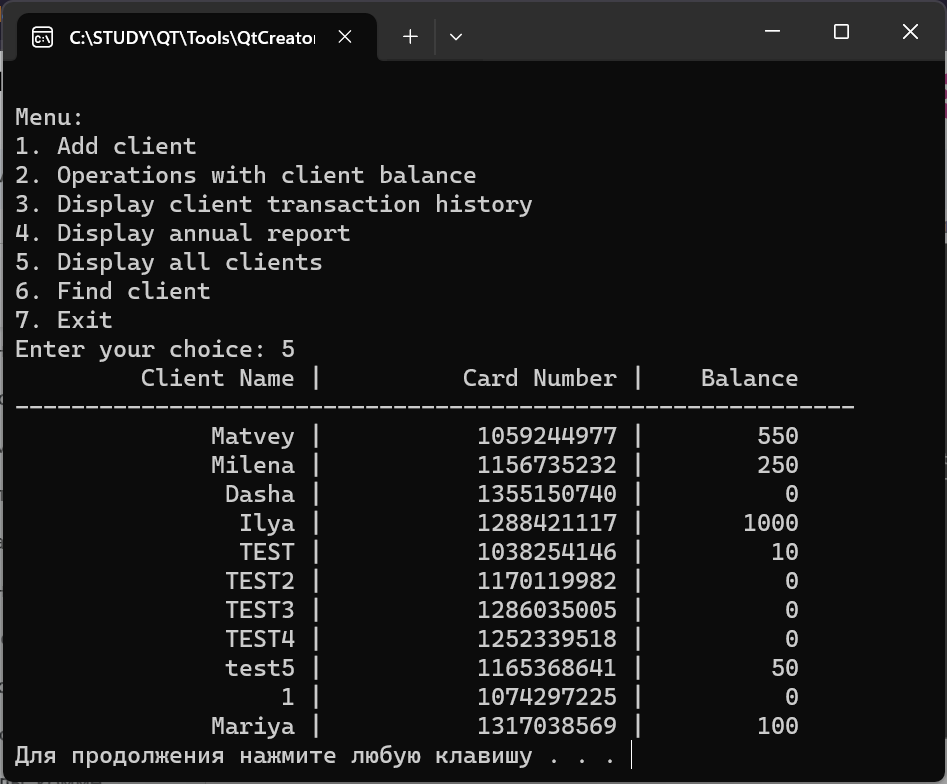 C:\STUDY\QT\Tools\QtCreator
Menu:
1. Add client
2. Operations with client balance
3. Display client transaction history
4. Display annual report
5. Display all clients
6. Find client
7. Exit
Enter your choice: 5
Client Name | Card Number | Balance
------------------------------------------------------------
Matvey | 1059244977 | 550
Milena | 1156735232 | 250
Dasha | 1355150740 | 0
Ilya | 1288421117 | 1000
TEST | 1038254146 | 10
TEST2 | 1170119982 | 0
TEST3 | 1286035005 | 0
TEST4 | 1252339518 | 0
test5 | 1165368641 | 50
1 | 1074297225 | 0
Mariya | 1317038569 | 100
Для продолжения нажмите любую клавишу . . .